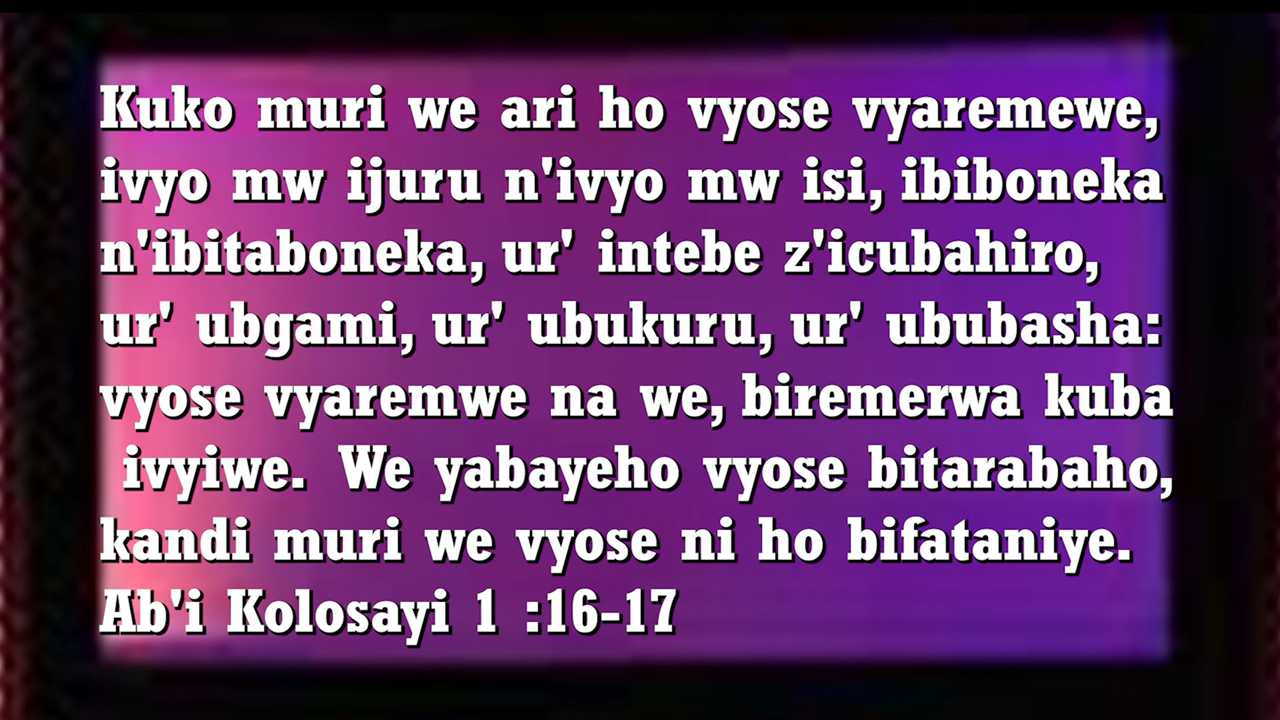 Kuko muri we ari ho vyose vyaremewe,
ivyo mw ijuru n'ivyo mw isi, ibiboneka
n'ibitaboneka, ur' intebe z'icubahiro,
ur' ubgami, ur' ubukuru, ur' ububasha:
vyose vyaremwe na we, biremerwa kuba
ivyiwe. We yabayeho vyose bitarabaho,
kandi muri we vyose ni ho bifataniye.
Ab'i Kolosayi 1 :16-17